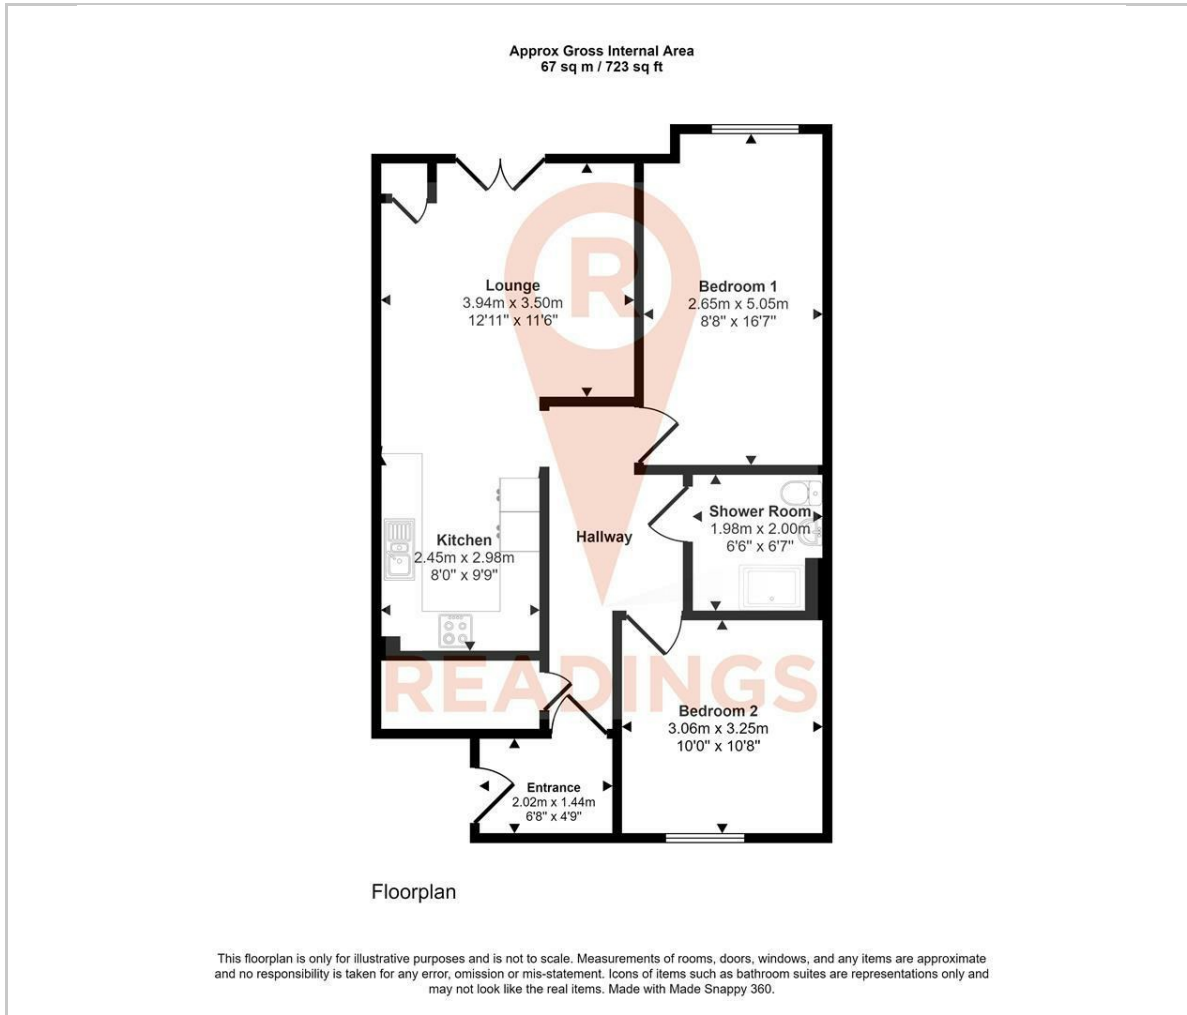 Approx Gross Internal Area
67 sq m / 723 sq ft
Lounge
3.94m x 3.50m
12'11" x 11'6"
Bedroom 1
2.65m x 5.05m
8'8" x 16'7"
R
Kitchen
2.45m x 2.98m
8'0" x 9'9"
Hallway
Shower Room
1.98m x 2.00m
6'6" x 6'7"
READINGS
Bedroom 2
3.06m x 3.25m
10'0" x 10'8"
Entrance
2.02m x 1.44m
6'8" x 4'9"
Floorplan
This floorplan is only for illustrative purposes and is not to scale. Measurements of rooms, doors, windows, and any items are approximate
and no responsibility is taken for any error, omission or mis-statement. Icons of items such as bathroom suites are representations only and
may not look like the real items. Made with Made Snappy 360.